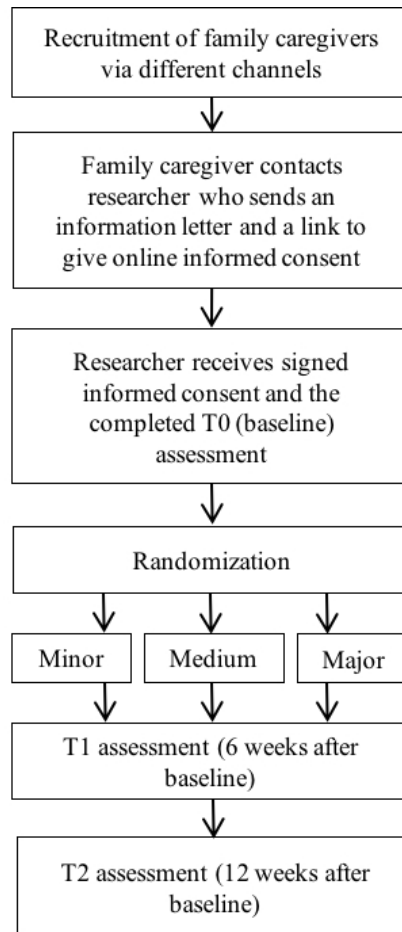 Recruitment of family caregivers
via different channels
Family caregiver contacts
researcher who sends an
information letter and a link to
give online informed consent
Researcher receives signed
informed consent and the
completed T0 (baseline)
assessment
Randomization
Minor
Medium
Major
T1 assessment (6 weeks after
baseline)
T2 assessment (12 weeks after
baseline)